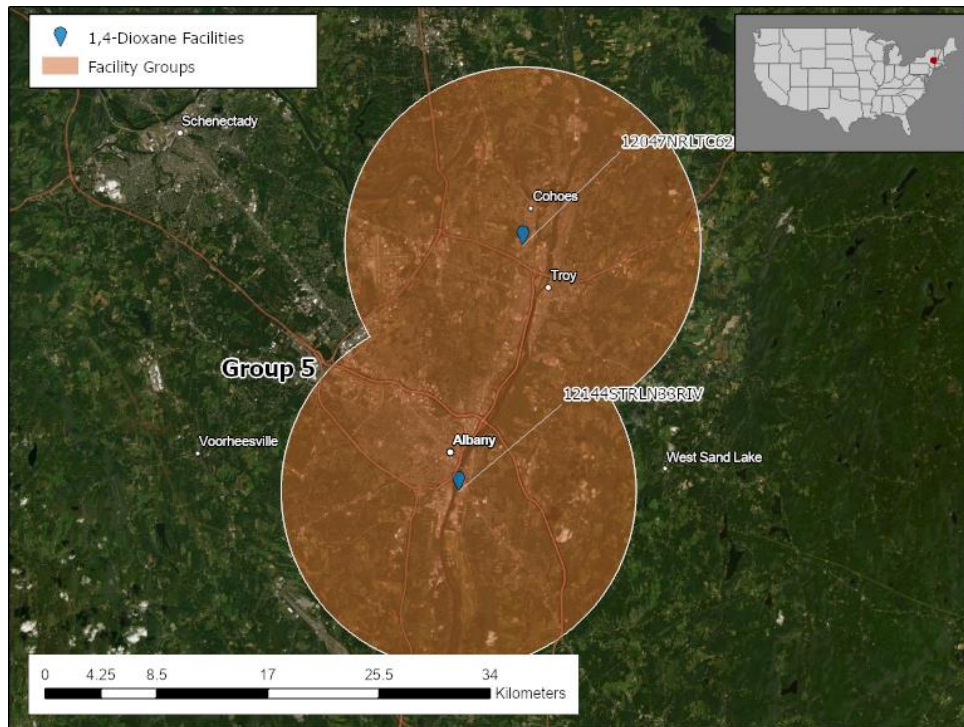 1,4-Dioxane Facilities
Facility Groups
Schenectady
12047NRLTC62
Cohoes
Troy
Group 5
12144STRLN33RIV
Voorheesville
Albany
West Sand Lake
0 4.25 8.5 17 25.5 34
Kilometers